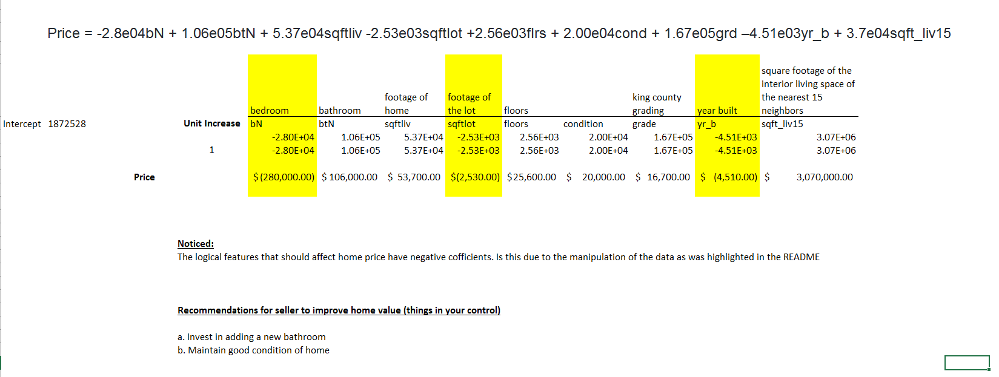 Price = -2.8e04bN + 1.06e05btN + 5.37e04sqftliv -2.53e03sqftlot +2.56e03flrs + 2.00e04cond + 1.67e05grd –4.51e03yr_b + 3.7e04sqft_liv15
square footage of the
interior living space of
footage of footage of king county the nearest 15
bedroom bathroom home the lot floors grading year built neighbors
Intercept 1872528 Unit Increase bN btN sqftliv sqftlot floors condition grade yr_b sqft_liv15
-2.80E+04 1.06E+05 5.37E+04 -2.53E+03 2.56E+03 2.00E+04 1.67E+05 -4.51E+03 3.07E+06
1 -2.80E+04 1.06E+05 5.37E+04 -2.53E+03 2.56E+03 2.00E+04 1.67E+05 -4.51E+03 3.07E+06
Price $(280,000.00) $ 106,000.00 $ 53,700.00 $(2,530.00) $25,600.00 $ 20,000.00 $ 16,700.00 $ (4,510.00) $ 3,070,000.00
Noticed:
The logical features that should affect home price have negative cofficients. Is this due to the manipulation of the data as was highlighted in the README
Recommendations for seller to improve home value (things in your control)
a. Invest in adding a new bathroom
b. Maintain good condition of home